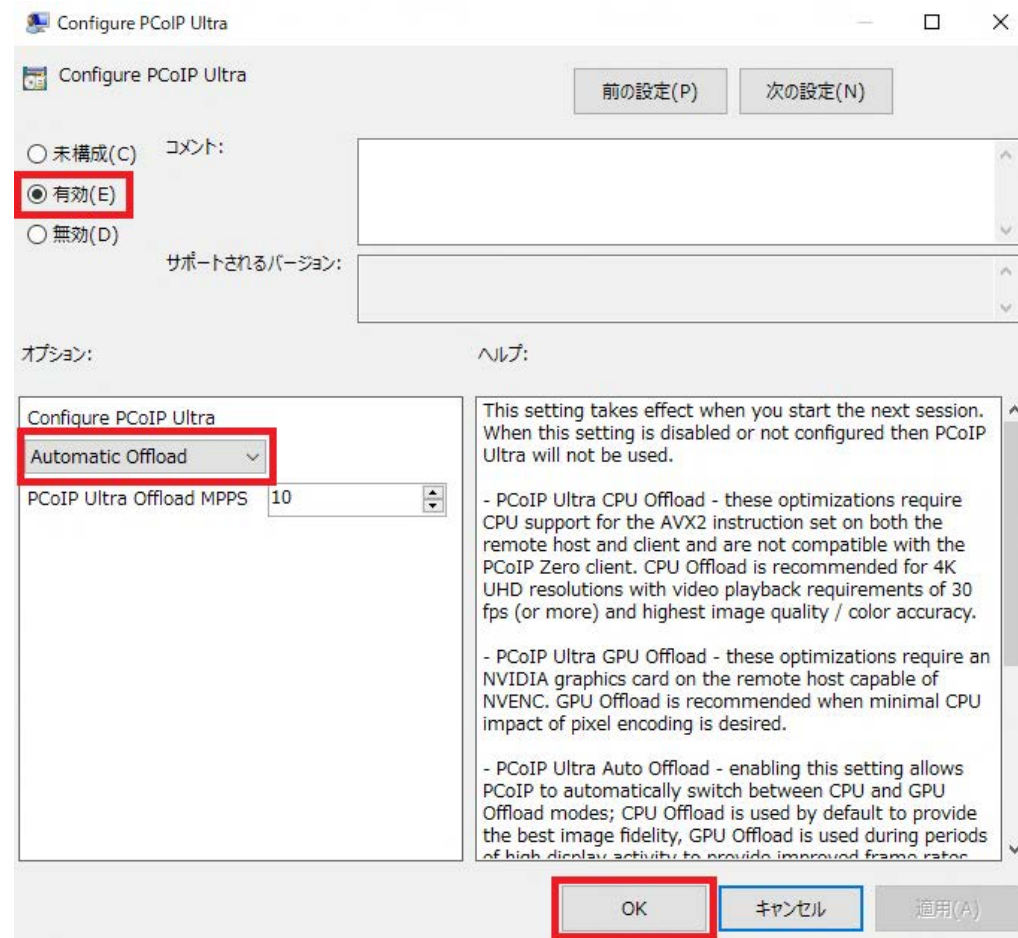 Configure PCoIP Ultra
Configure PCoIP Ultra
前の設定(P)
次の設定(N)
未構成(C)
コメント:
有効(E)
無効(D)
サポートされるバージョン:
オプション:
ヘルプ:
Configure PCoIP Ultra
Automatic Offload
PCoIP Ultra Offload MPPS 10
This setting takes effect when you start the next session.
When this setting is disabled or not configured then PCoIP
Ultra will not be used.
- PCoIP Ultra CPU Offload - these optimizations require
CPU support for the AVX2 instruction set on both the
remote host and client and are not compatible with the
PCoIP Zero client. CPU Offload is recommended for 4K
UHD resolutions with video playback requirements of 30
fps (or more) and highest image quality / color accuracy.
- PCoIP Ultra GPU Offload - these optimizations require an
NVIDIA graphics card on the remote host capable of
NVENC. GPU Offload is recommended when minimal CPU
impact of pixel encoding is desired.
- PCoIP Ultra Auto Offload - enabling this setting allows
PCoIP to automatically switch between CPU and GPU
Offload modes; CPU Offload is used by default to provide
the best image fidelity, GPU Offload is used during periods
of high display activity to provide improved frame rates
OK
キャンセル
適用(A)